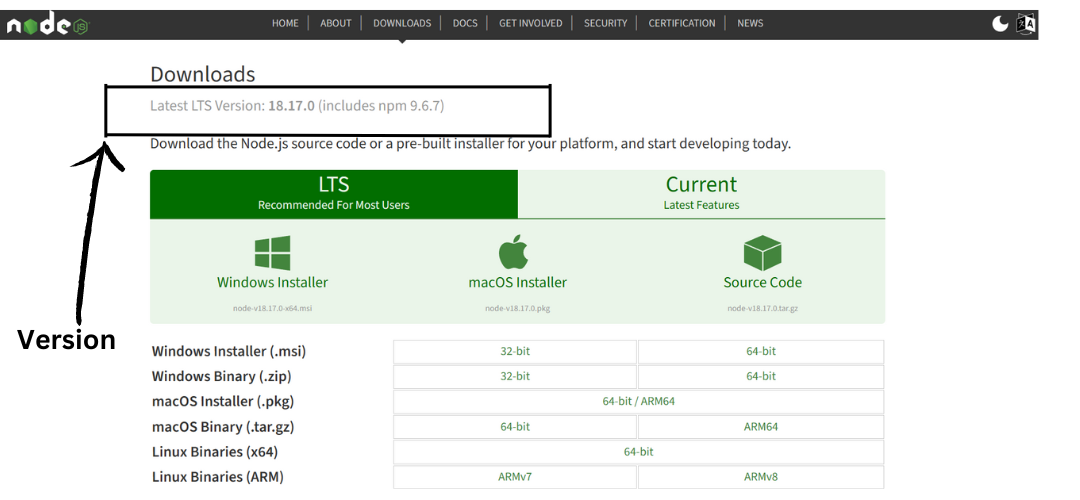 node JS
HOME ABOUT DOWNLOADS DOCS GET INVOLVED SECURITY CERTIFICATION NEWS
Downloads
Latest LTS Version: 18.17.0 (includes npm 9.6.7)
Download the Node.js source code or a pre-built installer for your platform, and start developing today.
LTS Current
Recommended For Most Users Latest Features
Windows Installer macOS Installer Source Code
node-v18.17.0-x64.msi node-v18.17.0.pkg node-v18.17.0.tar.gz
Version
Windows Installer (.msi) 32-bit 64-bit
Windows Binary (.zip) 32-bit 64-bit
macOS Installer (.pkg) 64-bit / ARM64
macOS Binary (.tar.gz) 64-bit ARM64
Linux Binaries (x64) 64-bit
Linux Binaries (ARM) ARMv7 ARMv8